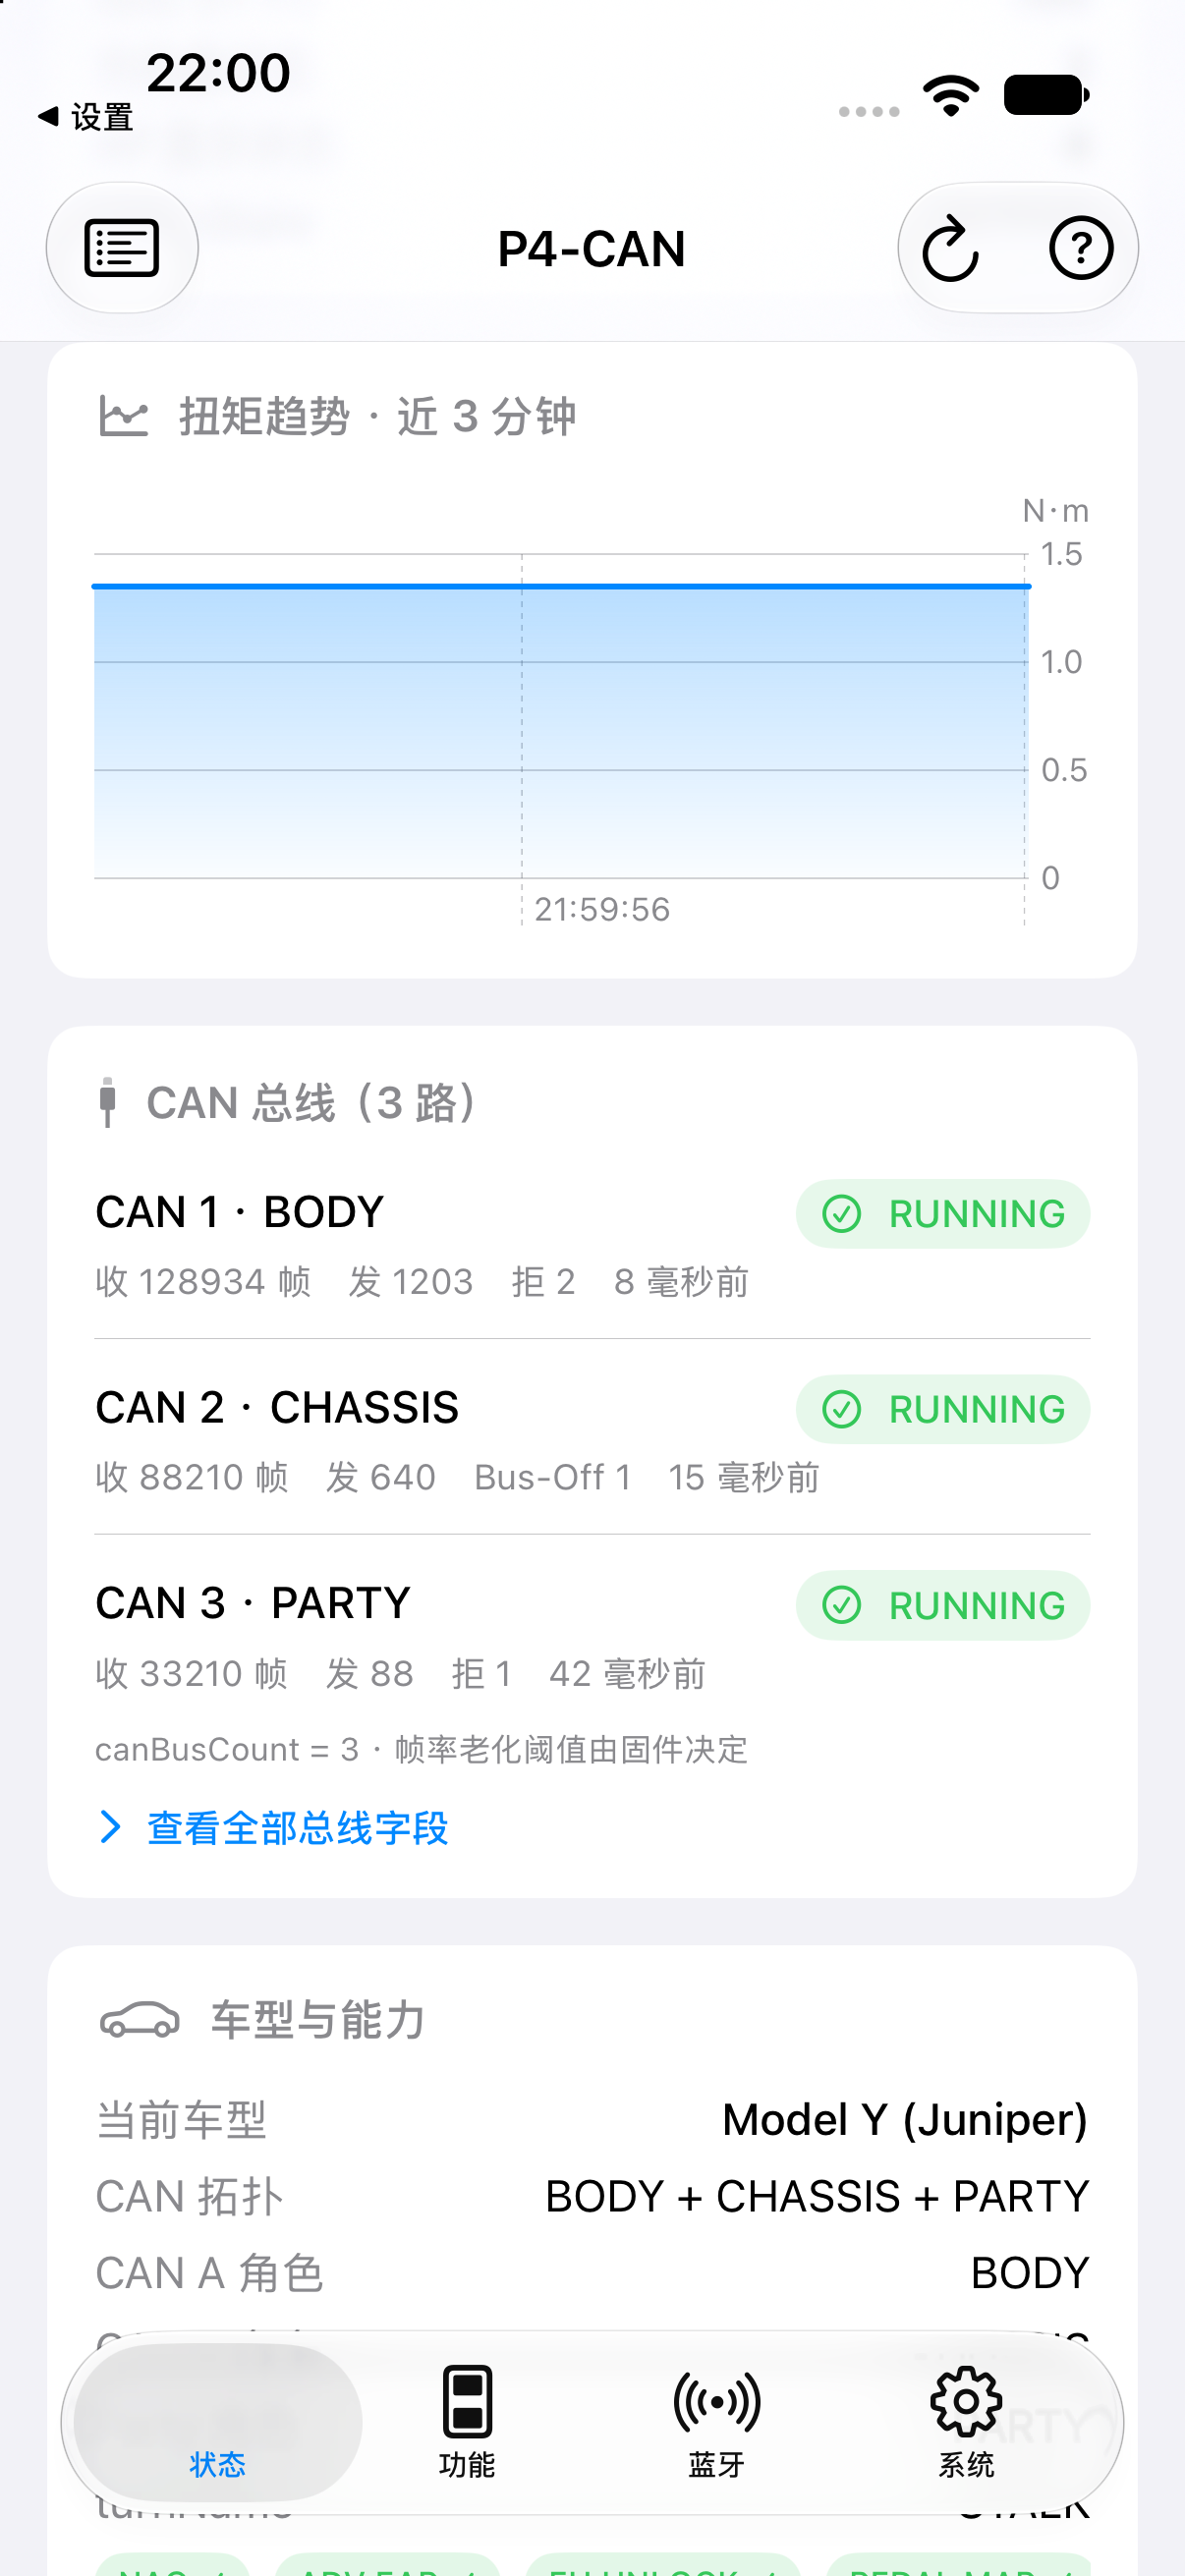 22:00
◀ 设置
P4-CAN
扭矩趋势 · 近 3 分钟
N·m
1.5
1.0
0.5
0
21:59:56
CAN 总线（3 路）
CAN 1 · BODY
RUNNING
收 128934 帧 发 1203 拒 2 8 毫秒前
CAN 2 · CHASSIS
RUNNING
收 88210 帧 发 640 Bus-Off 1 15 毫秒前
CAN 3 · PARTY
RUNNING
收 33210 帧 发 88 拒 1 42 毫秒前
canBusCount = 3 · 帧率老化阈值由固件决定
查看全部总线字段
车型与能力
当前车型 Model Y (Juniper)
CAN 拓扑 BODY + CHASSIS + PARTY
CAN A 角色 BODY
状态 功能 蓝牙 系统